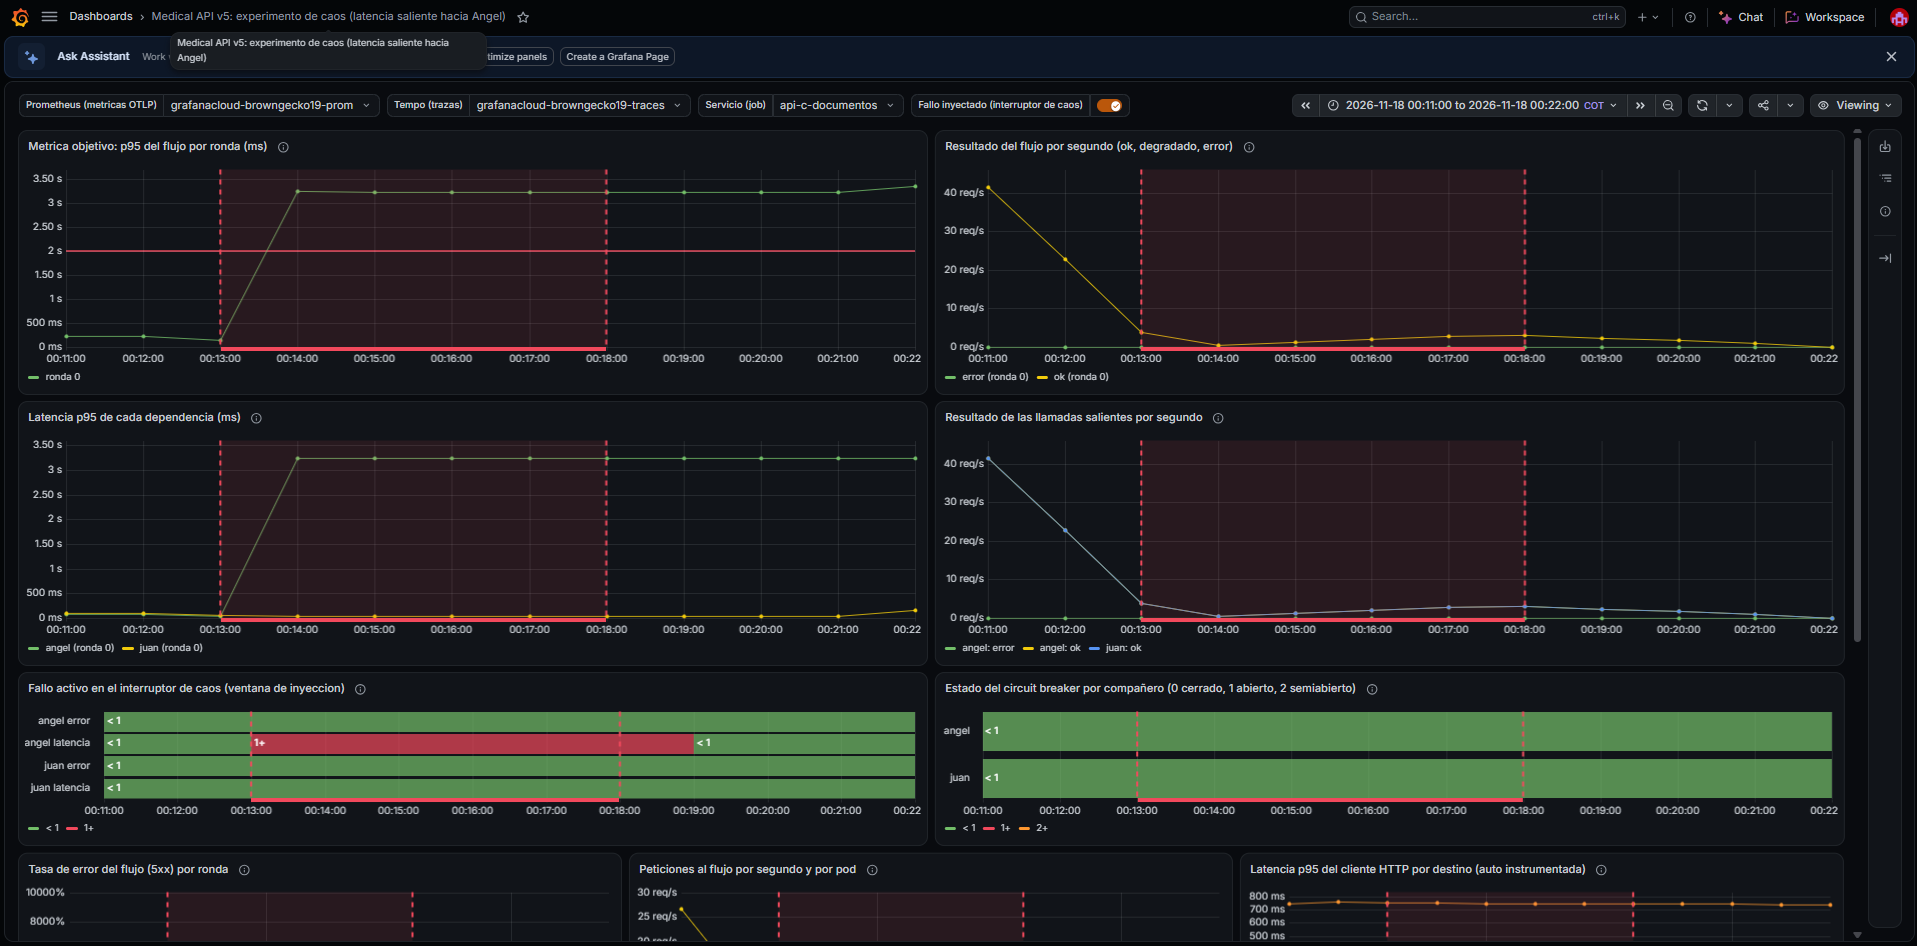 Dashboards › Medical API v5: experimento de caos (latencia saliente hacia Angel)
Search... ctrl+k
Chat
Workspace
Medical API v5: experimento de caos (latencia saliente hacia
Angel)
Ask Assistant Work
timize panels
Create a Grafana Page
Prometheus (metricas OTLP) grafanacloud-browngecko19-prom
Tempo (trazas) grafanacloud-browngecko19-traces
Servicio (job) api-c-documentos
Fallo inyectado (interruptor de caos)
2026-11-18 00:11:00 to 2026-11-18 00:22:00 COT
Viewing
Metrica objetivo: p95 del flujo por ronda (ms)
3.50 s
3 s
2.50 s
2 s
1.50 s
1 s
500 ms
0 ms
00:11:00 00:12:00 00:13:00 00:14:00 00:15:00 00:16:00 00:17:00 00:18:00 00:19:00 00:20:00 00:21:00 00:22
ronda 0
Resultado del flujo por segundo (ok, degradado, error)
40 req/s
30 req/s
20 req/s
10 req/s
0 req/s
00:11:00 00:12:00 00:13:00 00:14:00 00:15:00 00:16:00 00:17:00 00:18:00 00:19:00 00:20:00 00:21:00 00:22
error (ronda 0) ok (ronda 0)
Latencia p95 de cada dependencia (ms)
3.50 s
3 s
2.50 s
2 s
1.50 s
1 s
500 ms
0 ms
00:11:00 00:12:00 00:13:00 00:14:00 00:15:00 00:16:00 00:17:00 00:18:00 00:19:00 00:20:00 00:21:00 00:22
angel (ronda 0) juan (ronda 0)
Resultado de las llamadas salientes por segundo
40 req/s
30 req/s
20 req/s
10 req/s
0 req/s
00:11:00 00:12:00 00:13:00 00:14:00 00:15:00 00:16:00 00:17:00 00:18:00 00:19:00 00:20:00 00:21:00 00:22
angel: error angel: ok juan: ok
Fallo activo en el interruptor de caos (ventana de inyeccion)
angel error < 1
angel latencia < 1 1+ < 1
juan error < 1
juan latencia < 1
00:11:00 00:12:00 00:13:00 00:14:00 00:15:00 00:16:00 00:17:00 00:18:00 00:19:00 00:20:00 00:21:00 00:22
< 1 1+
Estado del circuit breaker por compañero (0 cerrado, 1 abierto, 2 semiabierto)
angel < 1
juan < 1
00:11:00 00:12:00 00:13:00 00:14:00 00:15:00 00:16:00 00:17:00 00:18:00 00:19:00 00:20:00 00:21:00 00:22
< 1 1+ 2+
Tasa de error del flujo (5xx) por ronda
10000%
8000%
Peticiones al flujo por segundo y por pod
30 req/s
25 req/s
20 req/s
Latencia p95 del cliente HTTP por destino (auto instrumentada)
800 ms
700 ms
600 ms
500 ms